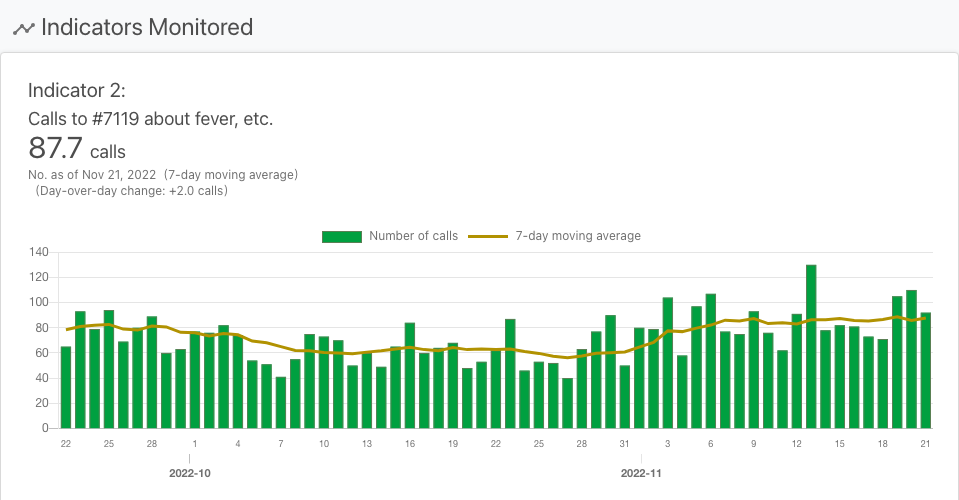 Indicators Monitored
Indicator 2:
Calls to #7119 about fever, etc.
87.7 calls
No. as of Nov 21, 2022 (7-day moving average)
(Day-over-day change: +2.0 calls)
Number of calls 7-day moving average
140
120
100
80
60
40
20
0
22 25 28 1 4 7 10 13 16 19 22 25 28 31 3 6 9 12 15 18 21
2022-10 2022-11